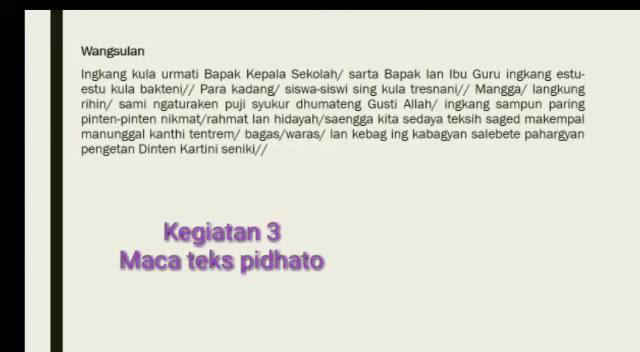 Wangsulan
Ingkang kula urmati Bapak Kepala Sekolah/ sarta Bapak lan Ibu Guru ingkang estu-
estu kula bakteni// Para kadang/ siswa-siswi sing kula tresnani// Mangga/ langkung
rihin/ sami ngaturaken puji syukur dhumateng Gusti Allah/ ingkang sampun paring
pinten-pinten nikmat/rahmat lan hidayah/saengga kita sedaya teksih saged makempal
manunggal kanthi tentrem/ bagas/waras/ lan kebag ing kabagyan salebete pahargyan
pengetan Dinten Kartini seniki//
Kegiatan 3
Maca teks pidhato